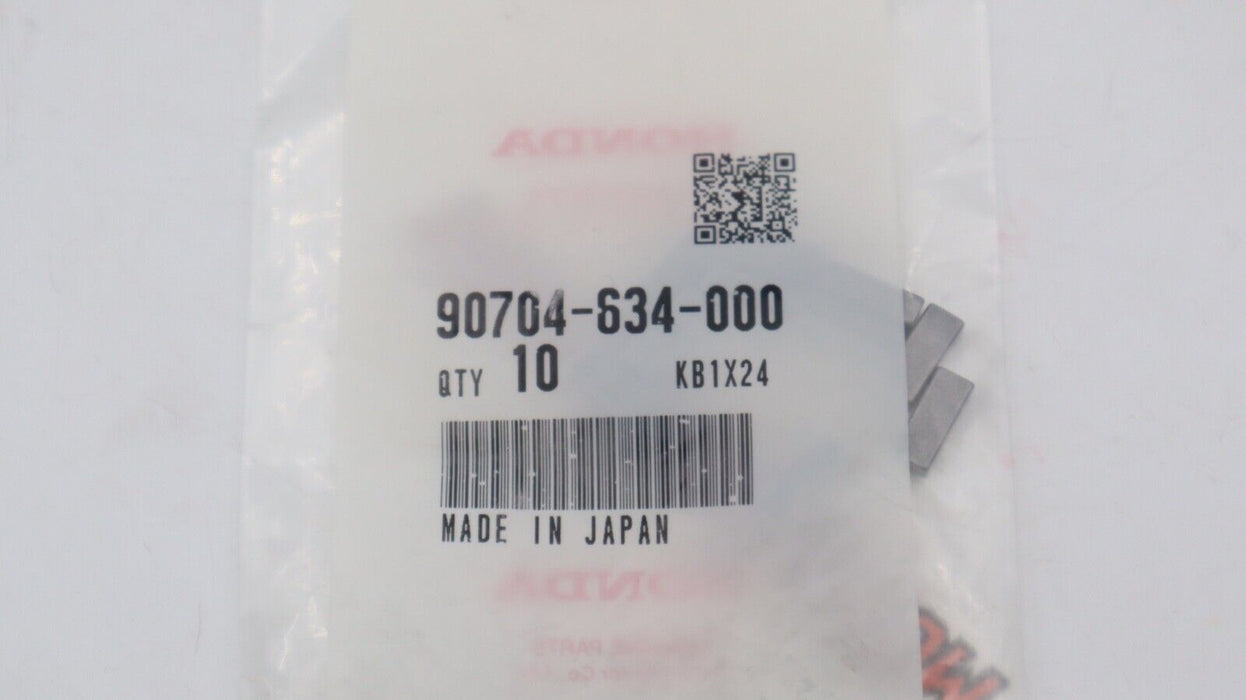 HONDA
90704-634-000
QTY 10 KB1X24
MADE IN JAPAN
HONDA